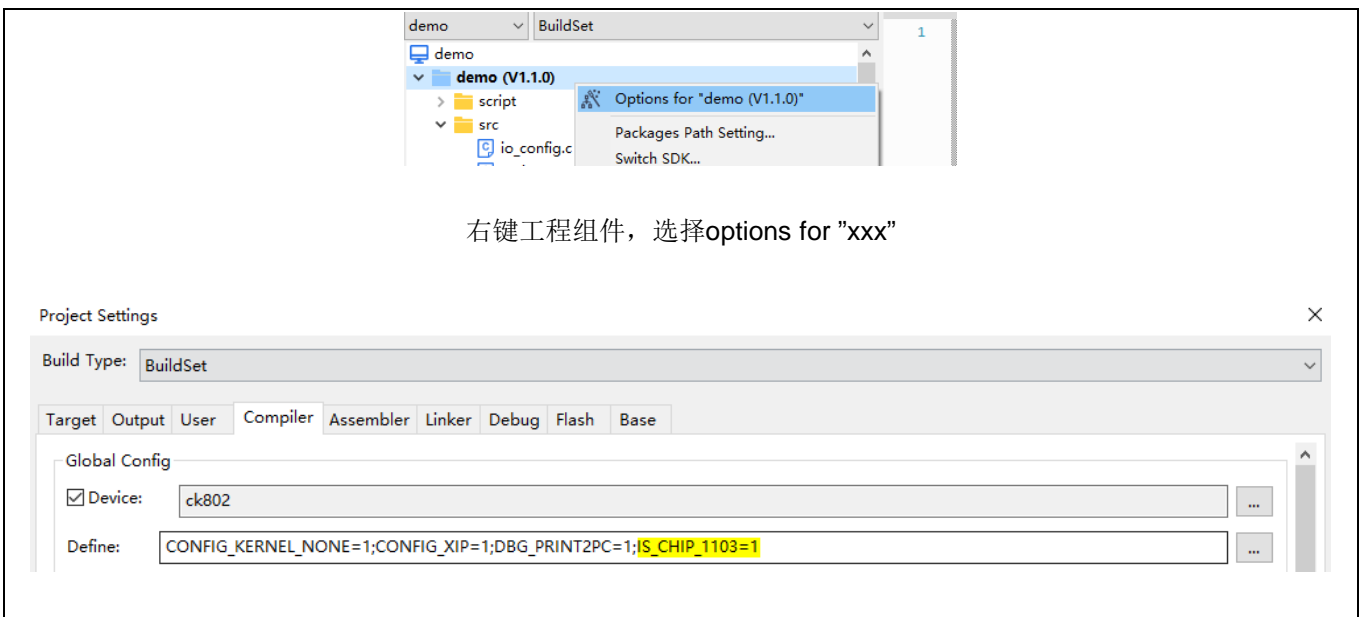 demo BuildSet 1
demo
demo (V1.1.0)
script Options for "demo (V1.1.0)"
src Packages Path Setting...
io_config.c Switch SDK...
右键工程组件，选择options for ”xxx”
Project Settings
Build Type: BuildSet
Target Output User Compiler Assembler Linker Debug Flash Base
Global Config
Device: ck802 ...
Define: CONFIG_KERNEL_NONE=1;CONFIG_XIP=1;DBG_PRINT2PC=1;IS_CHIP_1103=1 ...